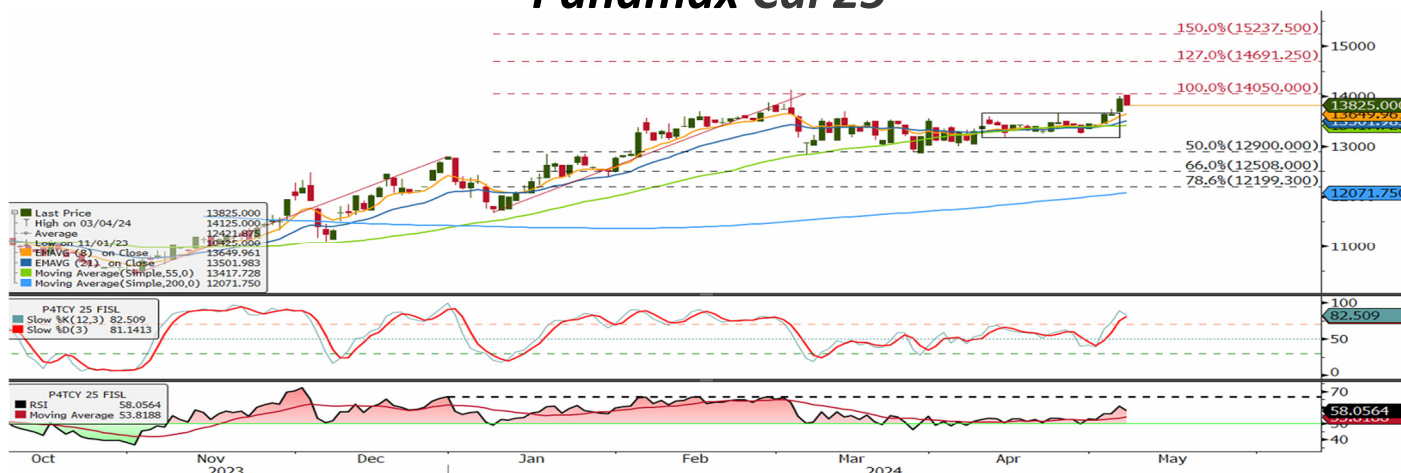 Panamax Cal 25
150.0%(15237.500)
15000
127.0%(14691.250)
100.0%(14050.000)
14000
13825.000
13649.961
13000
50.0%(12900.000)
66.0%(12508.000)
78.6%(12199.300)
12071.750
11000
Last Price 13825.000
High on 03/04/24 14125.000
Average 12421.875
Low on 11/01/23 10425.000
EMAVG (8) on Close 13649.961
EMAVG (21) on Close 13501.983
Moving Average(Simple,55,0) 13417.728
Moving Average(Simple,200,0) 12071.750
P4TCY 25 FISL
Slow %K(12,3) 82.509
Slow %D(3) 81.1413
100
82.509
50
0
P4TCY 25 FISL
RSI 58.0564
Moving Average 53.8188
70
58.0564
40
Oct Nov Dec Jan Feb Mar Apr May
2023 2024